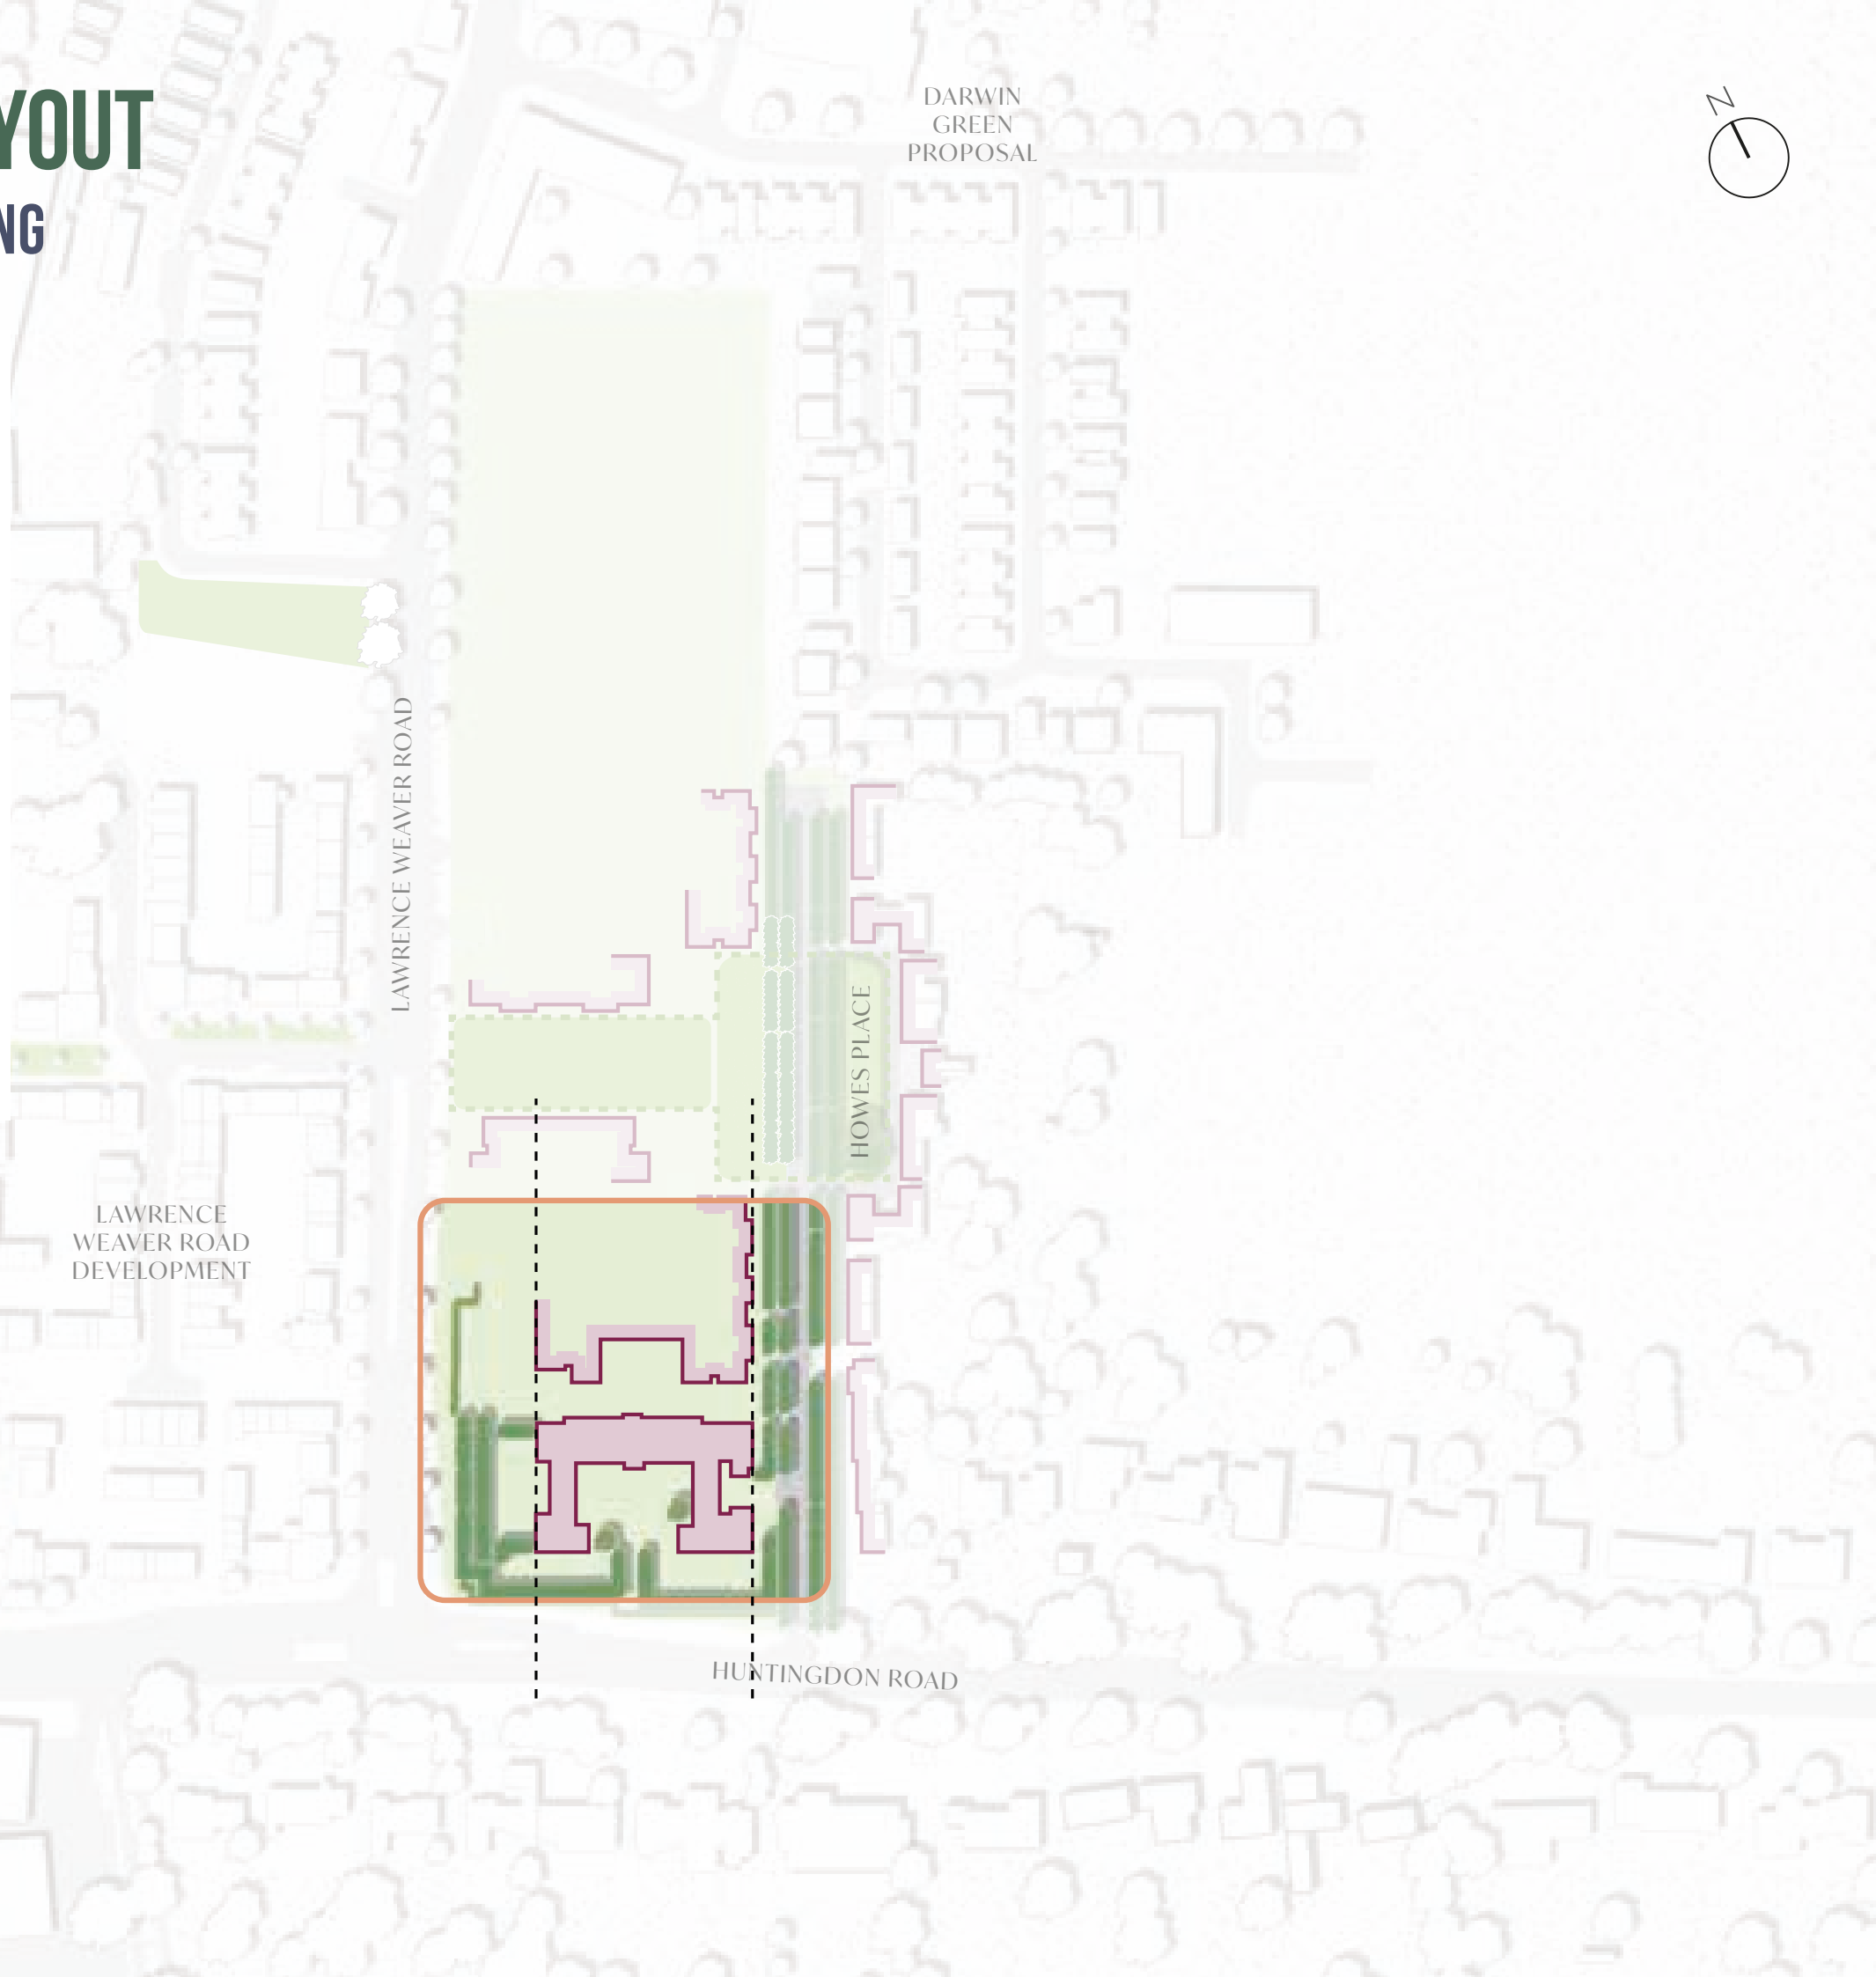 YOUT
NG
DARWIN
GREEN
PROPOSAL
N
LAWRENCE WEAVER ROAD
HOWES PLACE
LAWRENCE
WEAVER ROAD
DEVELOPMENT
HUNTINGDON ROAD